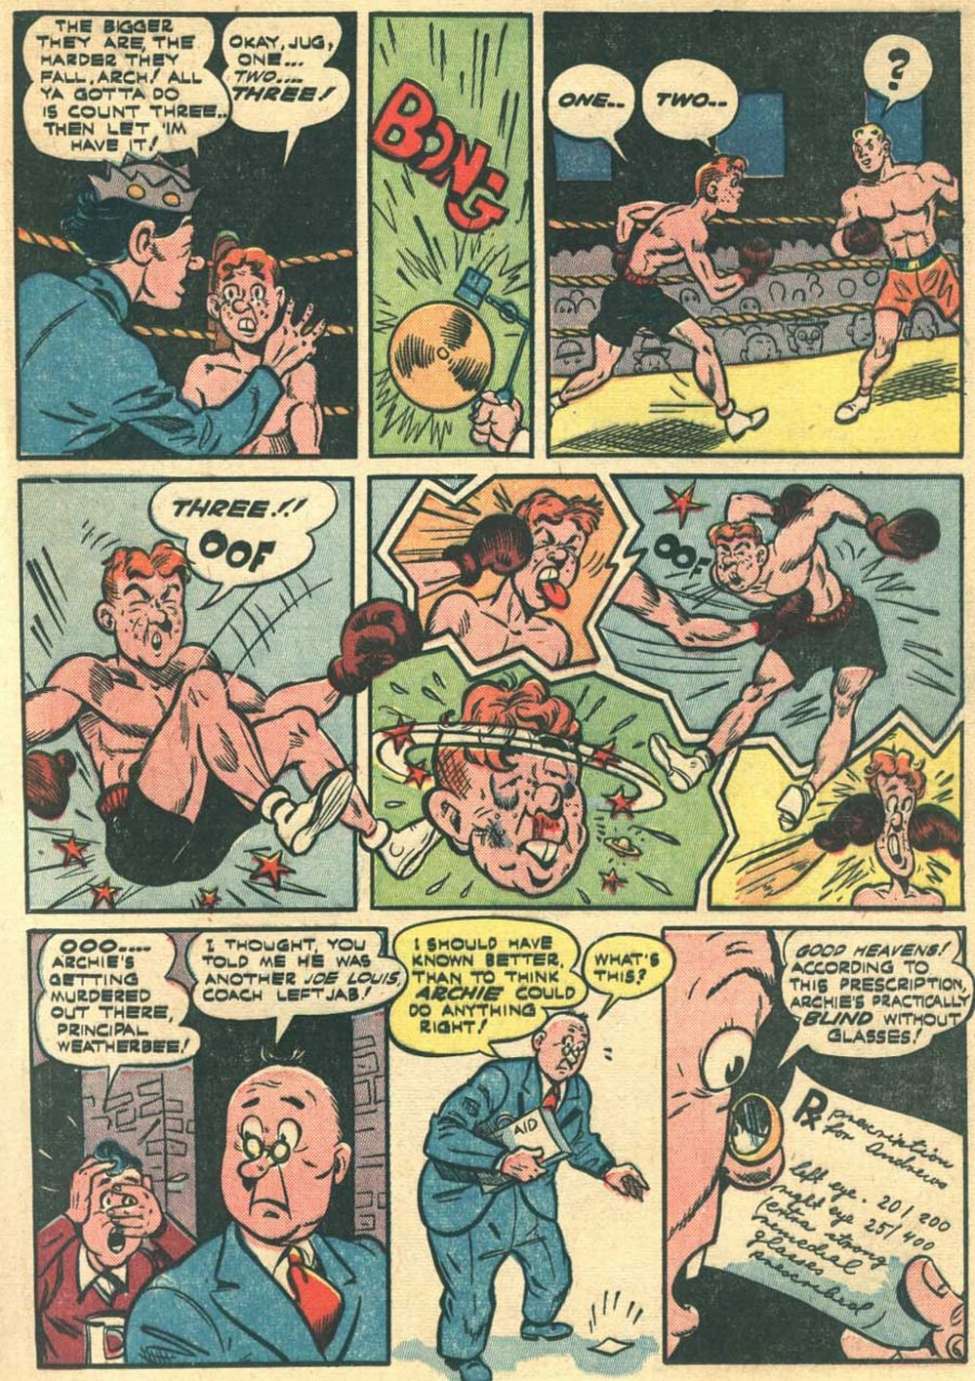 THE BIGGER
THEY ARE, THE
HARDER THEY
FALL, ARCH! ALL
YA GOTTA DO
IS COUNT THREE..
THEN LET 'IM
HAVE IT!
OKAY, JUG,
ONE...
TWO....
THREE!
BONG
ONE..
TWO..
?
THREE!!
OOF
OOF
OOO....
ARCHIE'S
GETTING
MURDERED
OUT THERE,
PRINCIPAL
WEATHERBEE!
I THOUGHT, YOU
TOLD ME HE WAS
ANOTHER JOE LOUIS,
COACH LEFTJAB!
I SHOULD HAVE
KNOWN BETTER,
THAN TO THINK,
ARCHIE COULD
DO ANYTHING
RIGHT!
WHAT'S
THIS?
AID
GOOD HEAVENS!
ACCORDING TO
THIS PRESCRIPTION,
ARCHIE'S PRACTICALLY
BLIND WITHOUT
GLASSES!
Rx prescription
for
Andrews
left eye. 20/200
right eye 25/400
(extra strong
remedial
glasses
prescribed
6